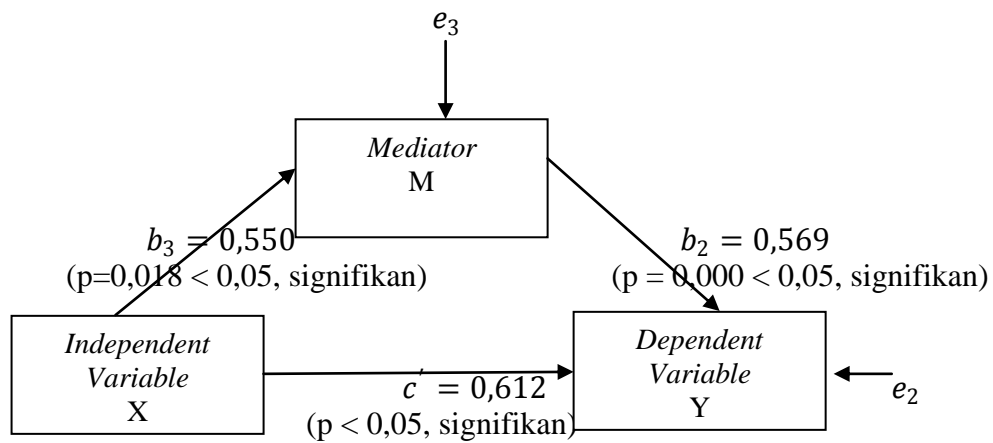 e₃
Mediator
M
b₃ = 0,550
(p=0,018 < 0,05, signifikan)
b₂ = 0,569
(p = 0,000 < 0,05, signifikan)
Independent
Variable
X
c' = 0,612
(p < 0,05, signifikan)
Dependent
Variable
Y
e₂